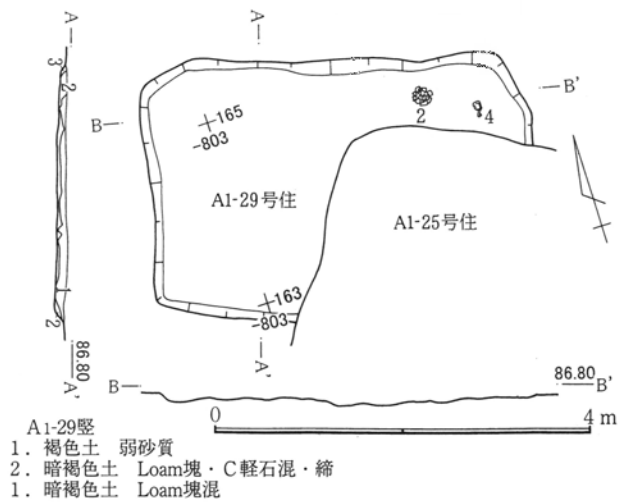 A
A
3
2
B'
B
165
-803
2
4
A1-29号住
A1-25号住
163
-803
1
2
86.80
A'
A'
B
86.80
B'
0
4 m
A1-29竪
1. 褐色土 弱砂質
2. 暗褐色土 Loam塊・C軽石混・締
1. 暗褐色土 Loam塊混